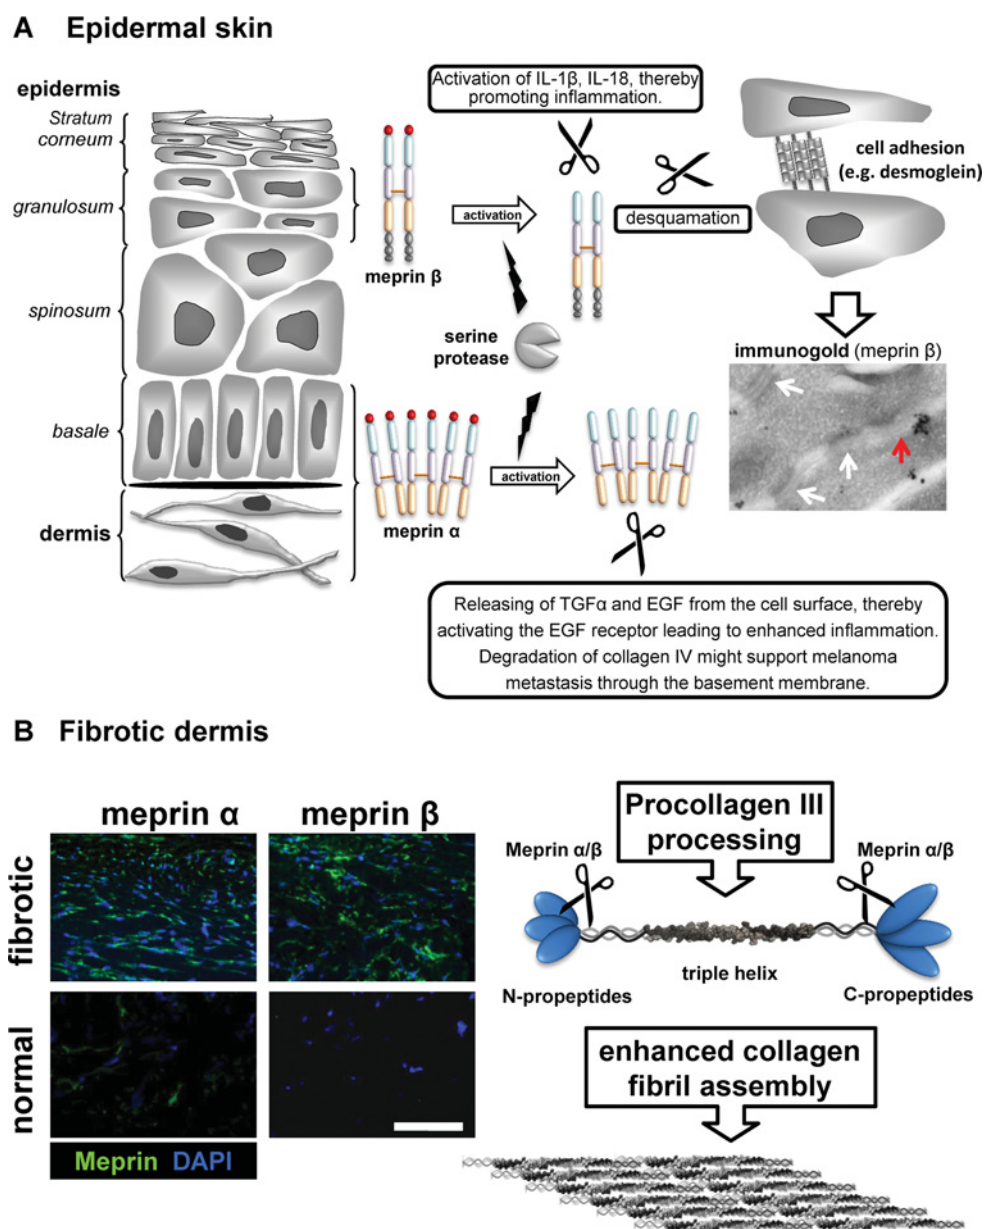 A Epidermal skin
epidermis
Stratum
corneum
granulosum
spinosum
basale
dermis
meprin β
activation
Activation of IL-1β, IL-18, thereby
promoting inflammation.
desquamation
cell adhesion
(e.g. desmoglein)
serine
protease
immunogold (meprin β)
meprin α
activation
Releasing of TGFα and EGF from the cell surface, thereby
activating the EGF receptor leading to enhanced inflammation.
Degradation of collagen IV might support melanoma
metastasis through the basement membrane.
B Fibrotic dermis
meprin α
meprin β
fibrotic
normal
Meprin DAPI
Procollagen III
processing
Meprin α/β
Meprin α/β
triple helix
N-propeptides
C-propeptides
enhanced collagen
fibril assembly